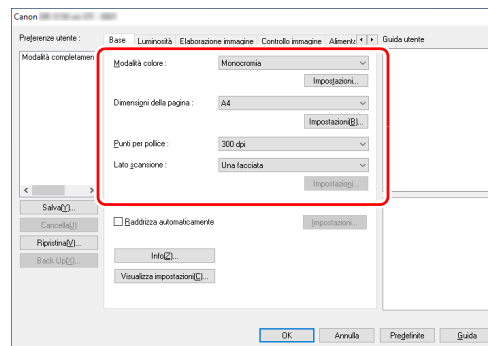 Canon
Preferenze utente :
Modalità completamen
Salva(Y)...
Cancella(J)
Ripristina(V)...
Back Up(X)...
Base Luminosità Elaborazione immagine Controllo immagine Alimenta
Modalità colore : Monocromia
Impostazioni...
Dimensioni della pagina : A4
Impostazioni(R)...
Punti per pollice : 300 dpi
Lato scansione : Una facciata
Impostazioni...
Raddrizza automaticamente Impostazioni...
Info(Z)...
Visualizza impostazioni(C)...
Guida utente
OK Annulla Predefinite Guida